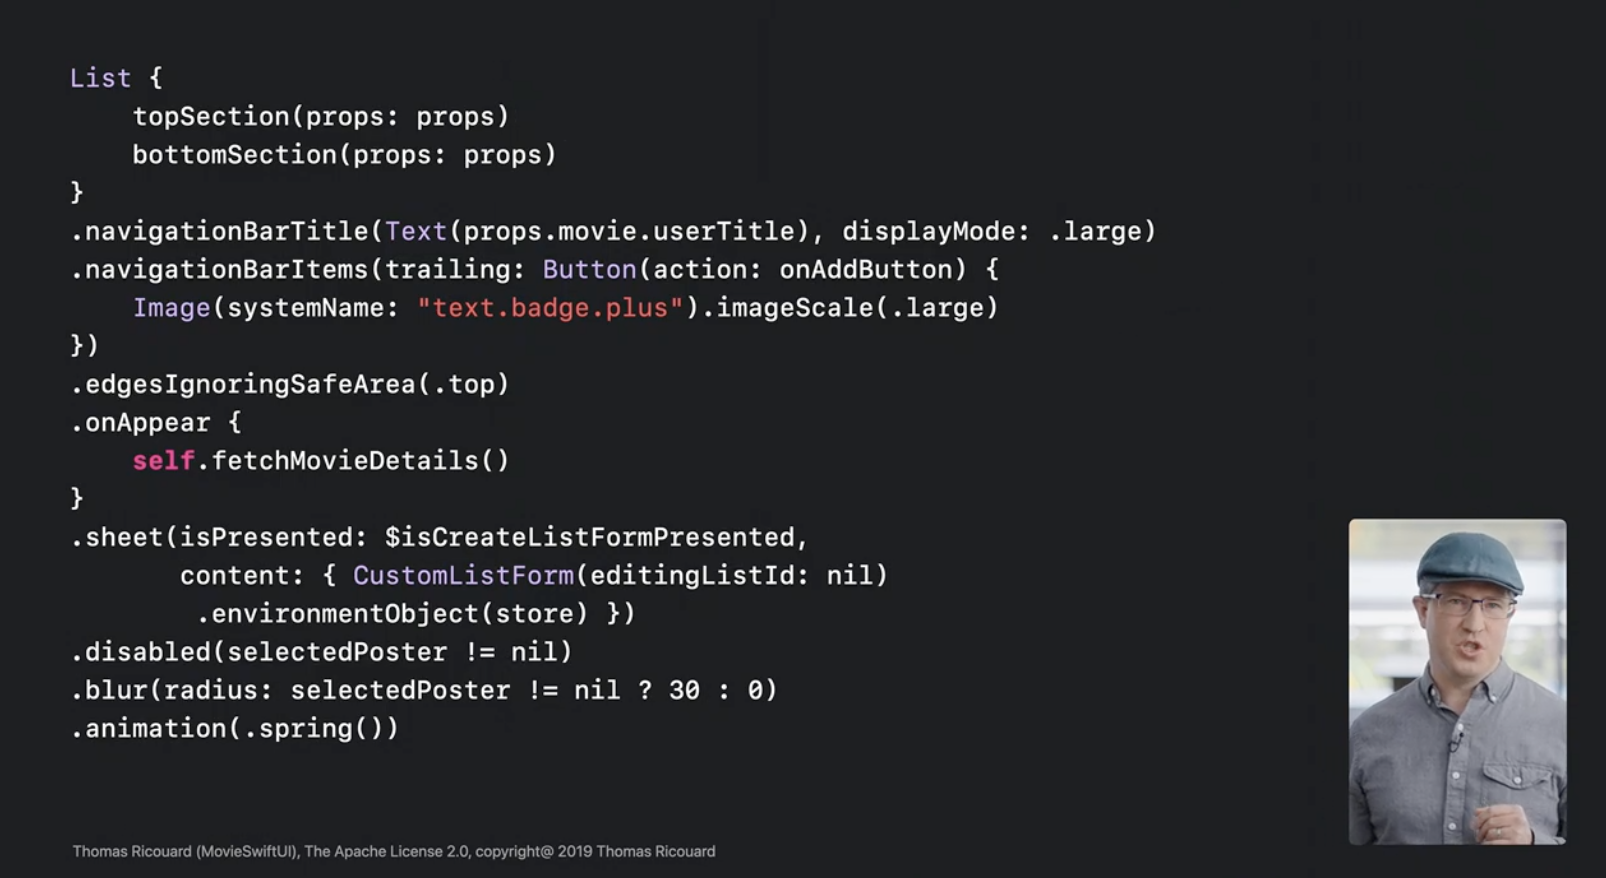 List {
    topSection(props: props)
    bottomSection(props: props)
}
.navigationBarTitle(Text(props.movie.userTitle), displayMode: .large)
.navigationBarItems(trailing: Button(action: onAddButton) {
    Image(systemName: "text.badge.plus").imageScale(.large)
})
.edgesIgnoringSafeArea(.top)
.onAppear {
    self.fetchMovieDetails()
}
.sheet(isPresented: $isCreateListFormPresented,
       content: { CustomListForm(editingListId: nil)
        .environmentObject(store) })
.disabled(selectedPoster != nil)
.blur(radius: selectedPoster != nil ? 30 : 0)
.animation(.spring())
Thomas Ricouard (MovieSwiftUI), The Apache License 2.0, copyright@ 2019 Thomas Ricouard